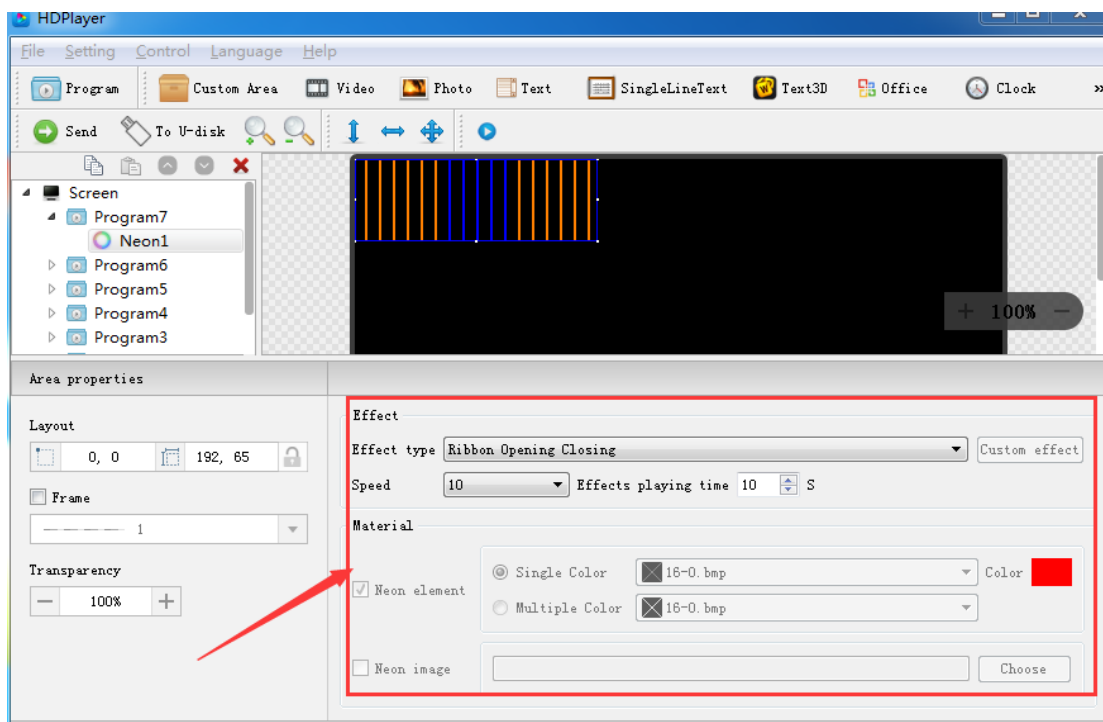 HDPlayer
File Setting Control Language Help
Program Custom Area Video Photo Text SingleLineText Text3D Office Clock »
Send To U-disk
Screen
Program7
Neon1
Program6
Program5
Program4
Program3
+ 100% −
Area properties
Layout
0, 0 192, 65
Frame
1
Transparency
− 100% +
Effect
Effect type Ribbon Opening Closing Custom effect
Speed 10 Effects playing time 10 S
Material
Neon element
Single Color 16-0.bmp Color
Multiple Color 16-0.bmp
Neon image Choose